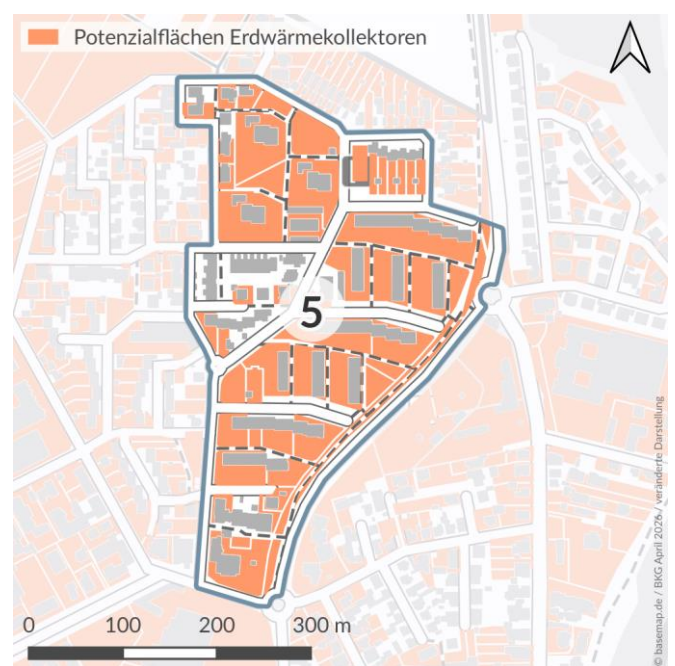 Potenzialflächen Erdwärmekollektoren
5
0 100 200 300 m
© basemap.de / BKG April 2026 / veränderte Darstellung